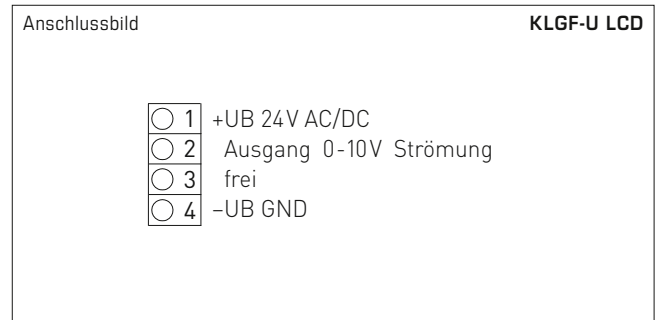 Anschlussbild KLGF-U LCD
1 +UB 24V AC/DC
2 Ausgang 0-10V Strömung
3 frei
4 –UB GND